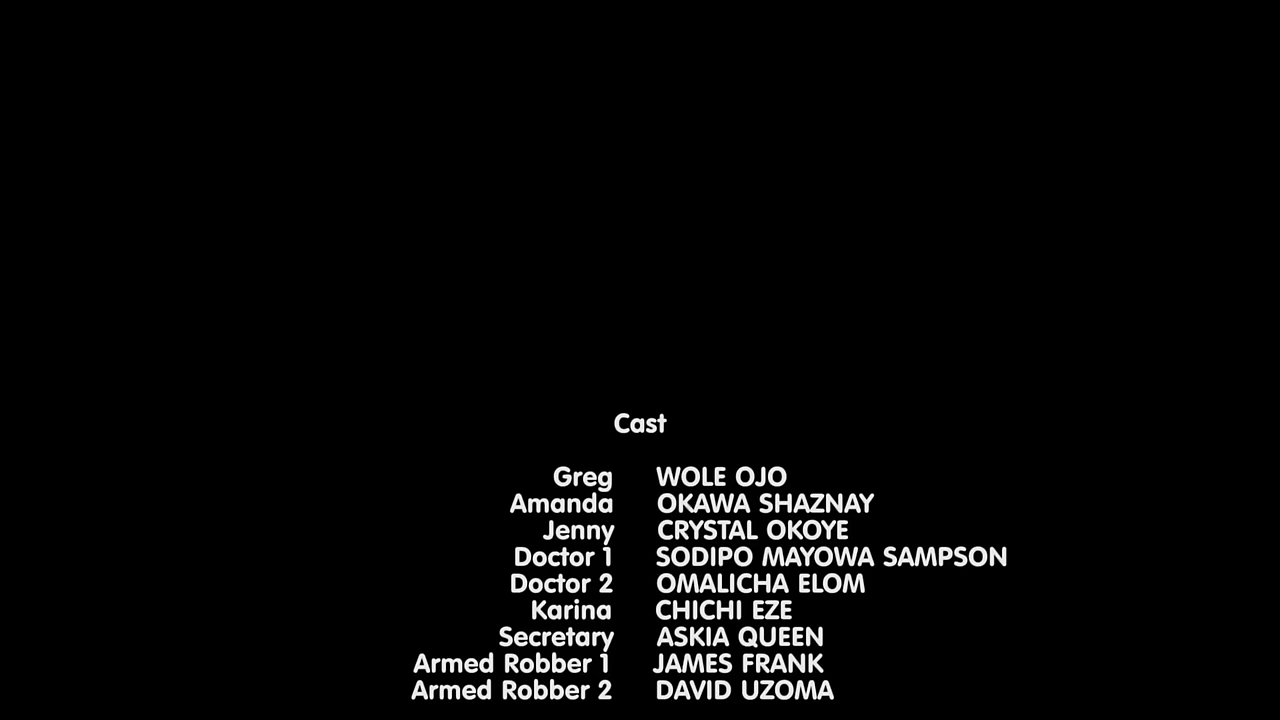 Cast
Greg WOLE OJO
Amanda OKAWA SHAZNAY
Jenny CRYSTAL OKOYE
Doctor 1 SODIPO MAYOWA SAMPSON
Doctor 2 OMALICHA ELOM
Karina CHICHI EZE
Secretary ASKIA QUEEN
Armed Robber 1 JAMES FRANK
Armed Robber 2 DAVID UZOMA